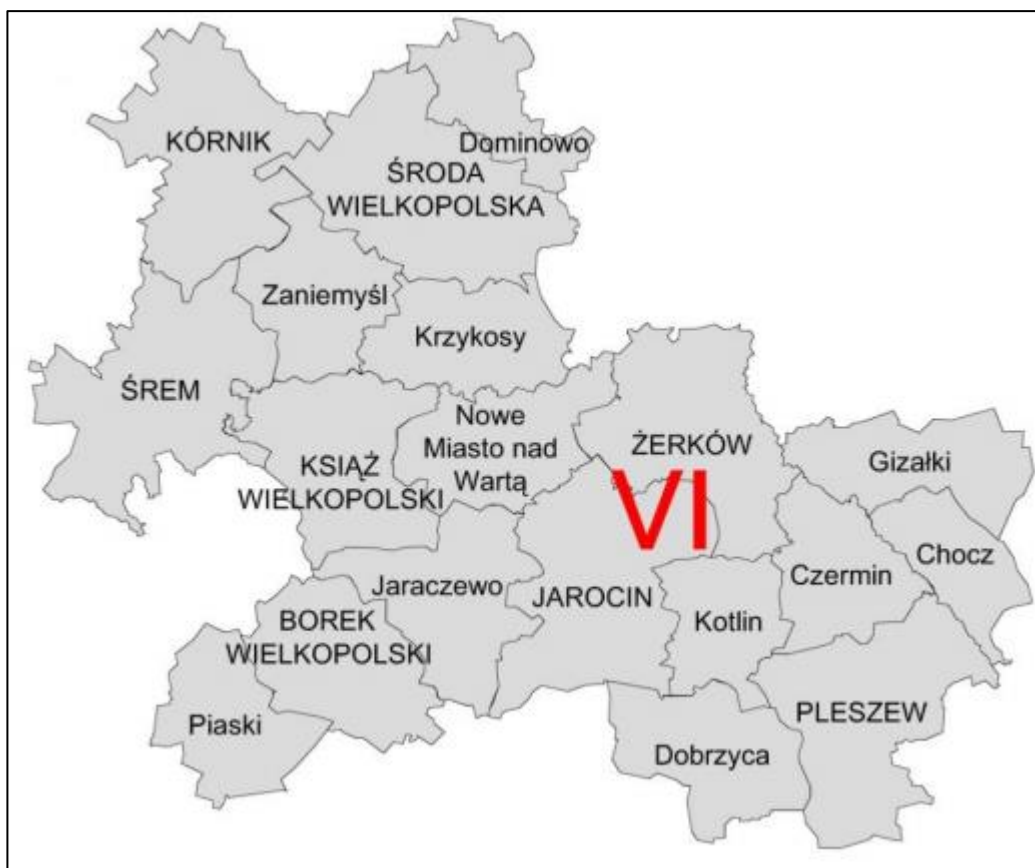 KÓRNIK
Dominowo
ŚRODA
WIELKOPOLSKA
Zaniemyśl
Krzykosy
ŚREM
Nowe
Miasto nad
Wartą
ŻERKÓW
Gizałki
KSIĄŻ
WIELKOPOLSKI
VI
Chocz
Czermin
Jaraczewo
JAROCIN
Kotlin
BOREK
WIELKOPOLSKI
Piaski
PLESZEW
Dobrzyca